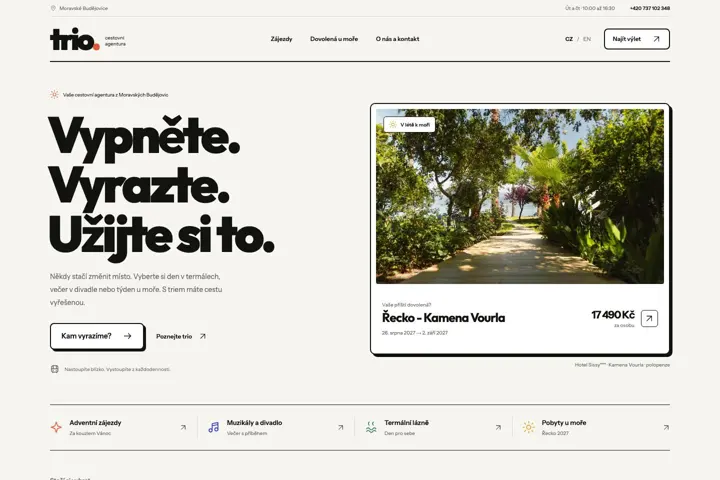 Moravské Budějovice
Út a čt · 10:00 až 16:30
+420 737 102 348
trio.
cestovní
agentura
Zájezdy
Dovolená u moře
O nás a kontakt
CZ / EN
Najít výlet
Vaše cestovní agentura z Moravských Budějovic
Vypněte.
Vyrazte.
Užijte si to.
Někdy stačí změnit místo. Vyberte si den v termálech,
večer v divadle nebo týden u moře. S triem máte cestu
vyřešenou.
Kam vyrazíme?
Poznejte trio
Nastoupíte blízko. Vystoupíte z každodennosti.
V létě k moři
Vaše příští dovolená?
Řecko - Kamena Vourla
26. srpna 2027 → 2. září 2027
17 490 Kč
za osobu
Hotel Sissy · Kamena Vourla · polopenze
Adventní zájezdy
Za kouzlem Vánoc
Muzikály a divadlo
Večer s příběhem
Termální lázně
Den pro sebe
Pobyty u moře
Řecko 2027